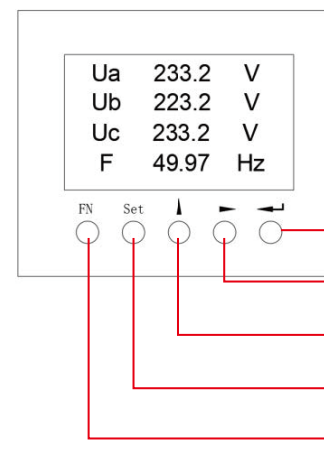 Ua 233.2 V
Ub 223.2 V
Uc 233.2 V
F 49.97 Hz
FN Set